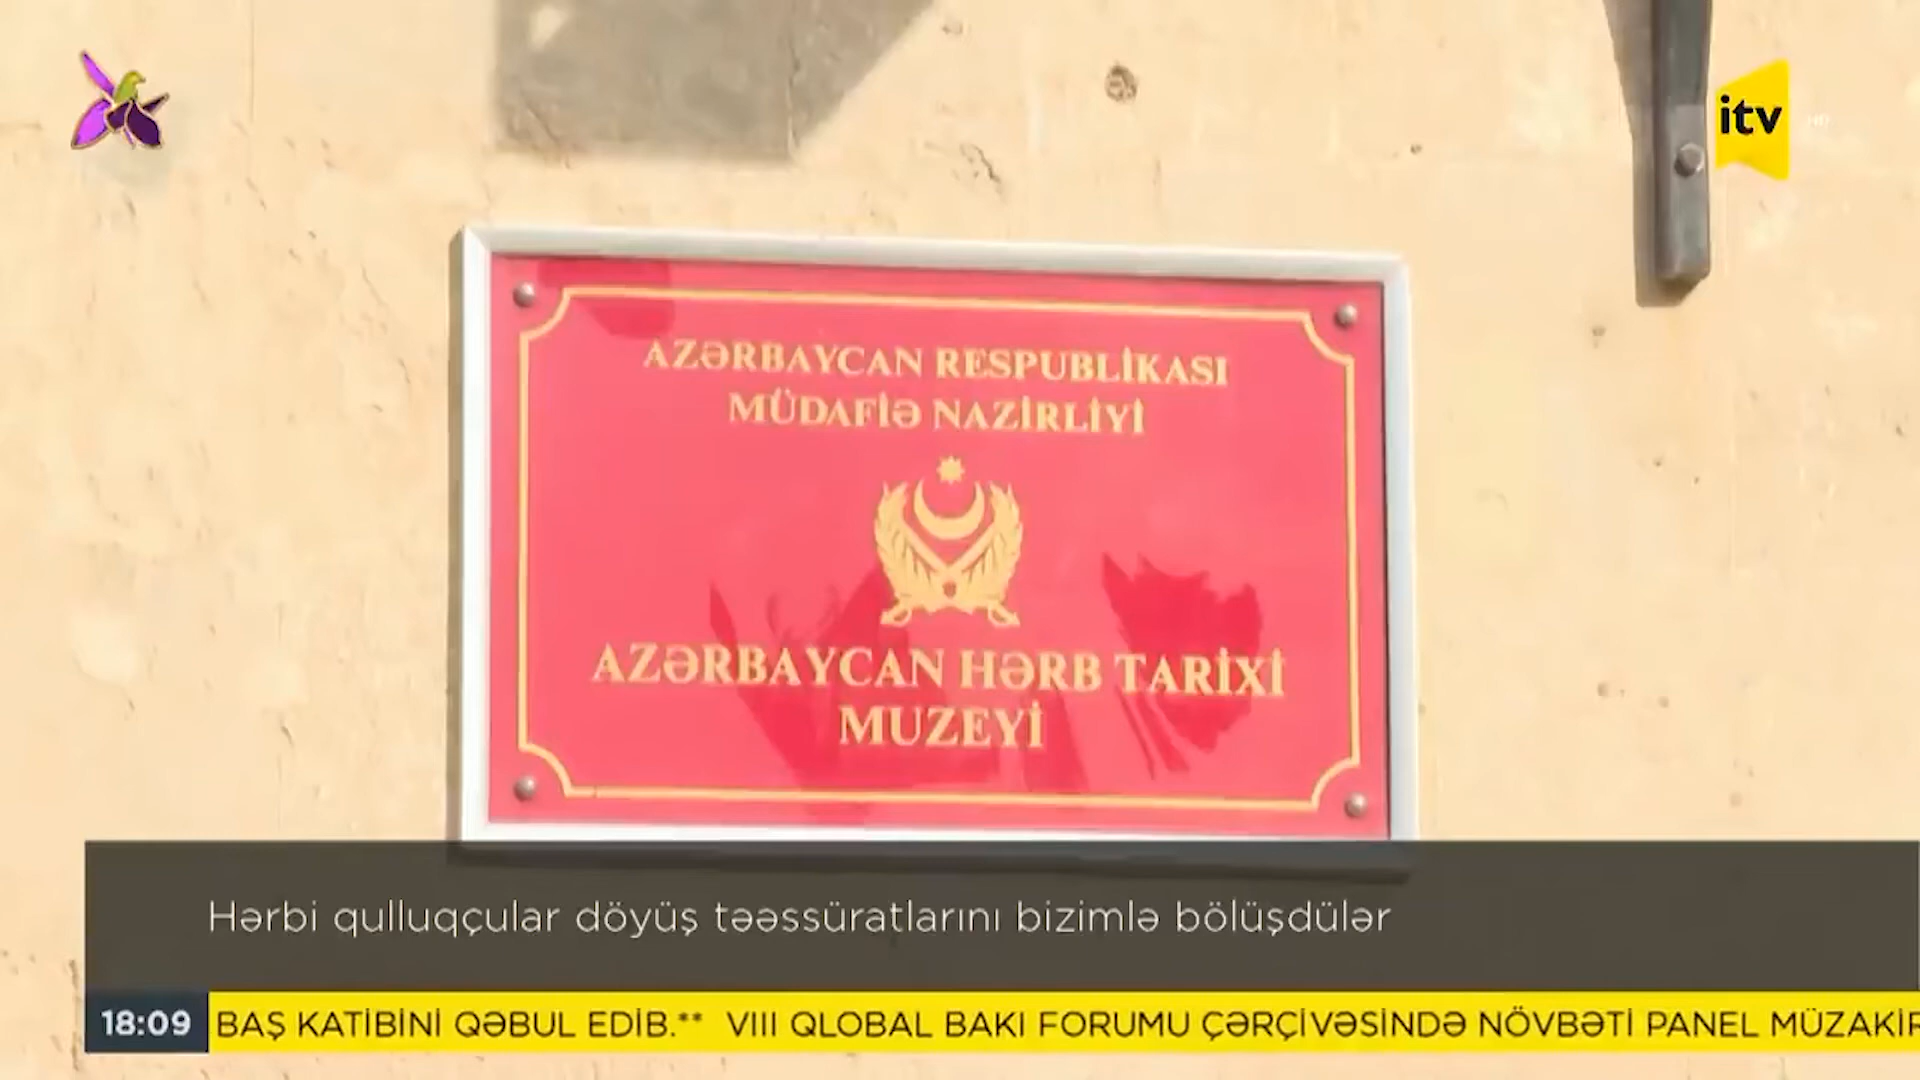 itv
AZƏRBAYCAN RESPUBLİKASI
MÜDAFİƏ NAZİRLİYİ
AZƏRBAYCAN HƏRB TARİXİ
MUZEYİ
Hərbi qulluqçular döyüş təəssüratlarını bizimlə bölüşdülər
18:09 BAŞ KATİBİNİ QƏBUL EDİB.** VIII QLOBAL BAKI FORUMU ÇƏRÇİVƏSİNDƏ NÖVBƏTİ PANEL MÜZAKİR